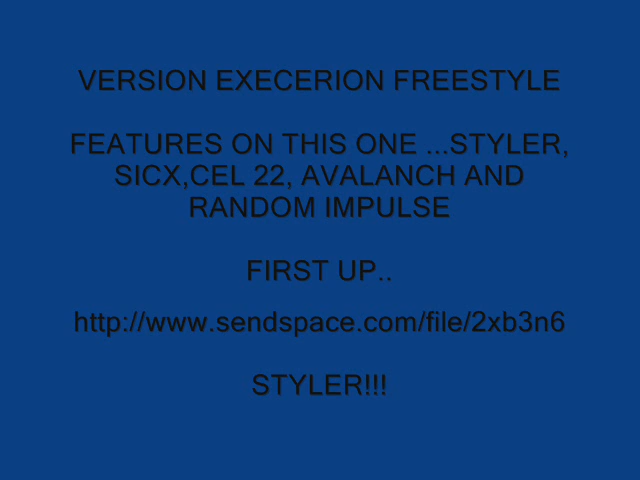 VERSION EXECERION FREESTYLE
FEATURES ON THIS ONE ...STYLER,
SICX,CEL 22, AVALANCH AND
RANDOM IMPULSE
FIRST UP..
http://www.sendspace.com/file/2xb3n6
STYLER!!!